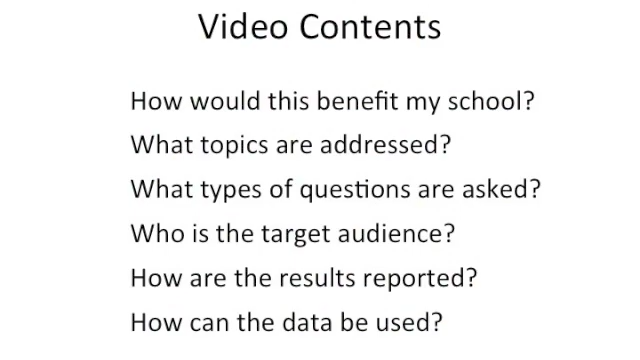 Video Contents
How would this benefit my school?
What topics are addressed?
What types of questions are asked?
Who is the target audience?
How are the results reported?
How can the data be used?